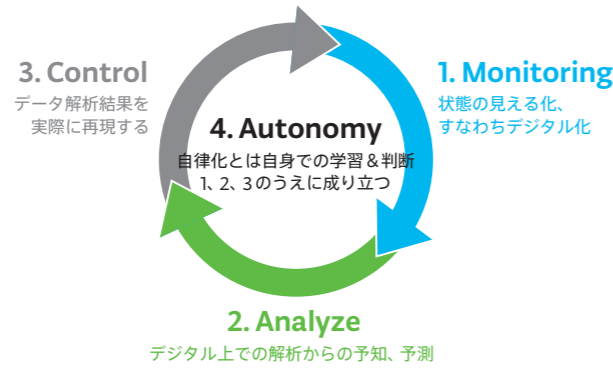 1. Monitoring
状態の見える化、
すなわちデジタル化
2. Analyze
デジタル上での解析からの予知、予測
3. Control
データ解析結果を
実際に再現する
4. Autonomy
自律化とは自身での学習&判断
1、2、3のうえに成り立つ